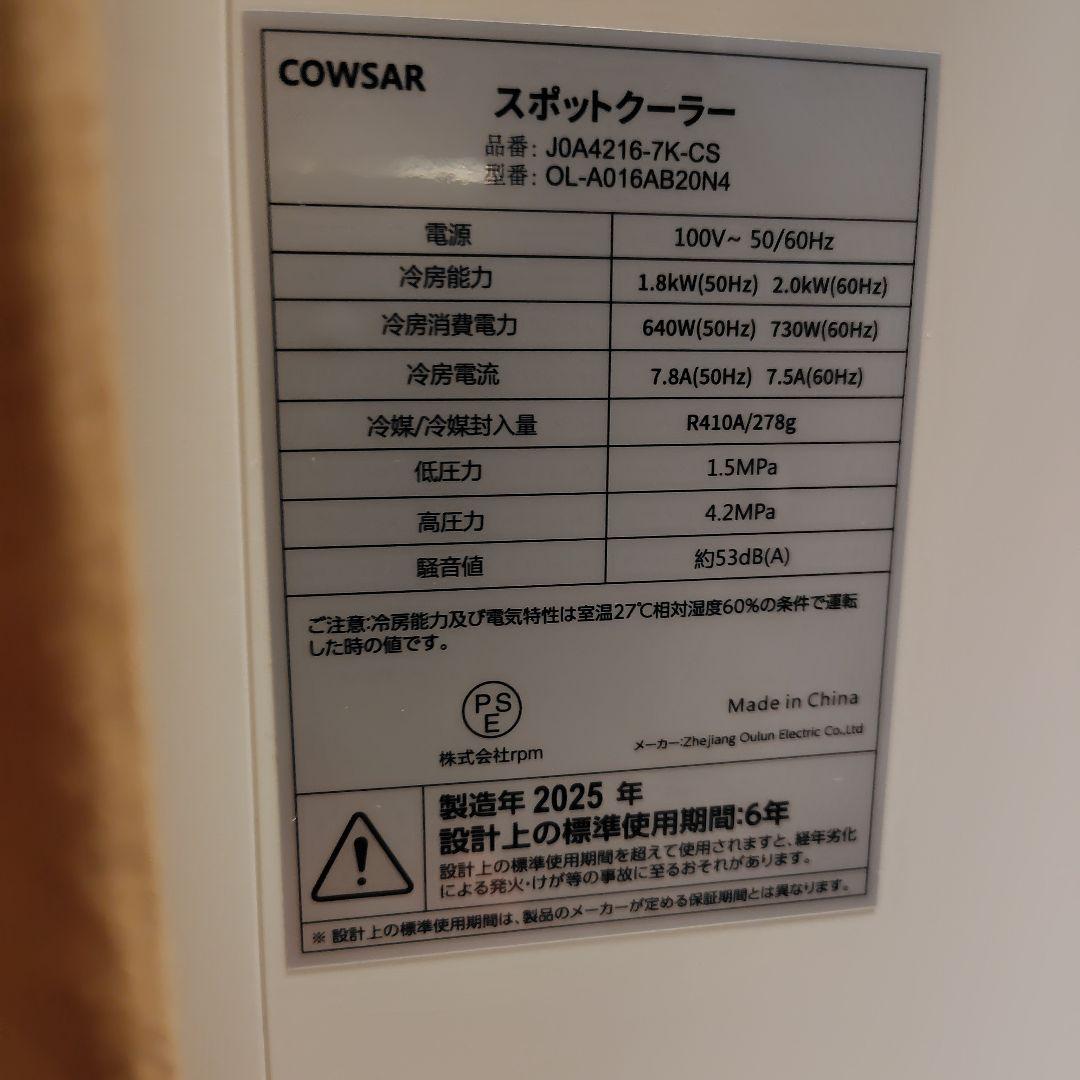 COWSAR
スポットクーラー
品番: J0A4216-7K-CS
型番: OL-A016AB20N4
電源 100V~ 50/60Hz
冷房能力 1.8kW(50Hz) 2.0kW(60Hz)
冷房消費電力 640W(50Hz) 730W(60Hz)
冷房電流 7.8A(50Hz) 7.5A(60Hz)
冷媒/冷媒封入量 R410A/278g
低圧力 1.5MPa
高圧力 4.2MPa
騒音値 約53dB(A)
ご注意:冷房能力及び電気特性は室温27℃相対湿度60%の条件で運転
した時の値です。
PSE
株式会社rpm
Made in China
メーカー:Zhejiang Oulun Electric Co.,Ltd
製造年 2025 年
設計上の標準使用期間:6年
設計上の標準使用期間を超えて使用されますと、経年劣化
による発火・けが等の事故に至るおそれがあります。
※ 設計上の標準使用期間は、製品のメーカーが定める保証期間とは異なります。